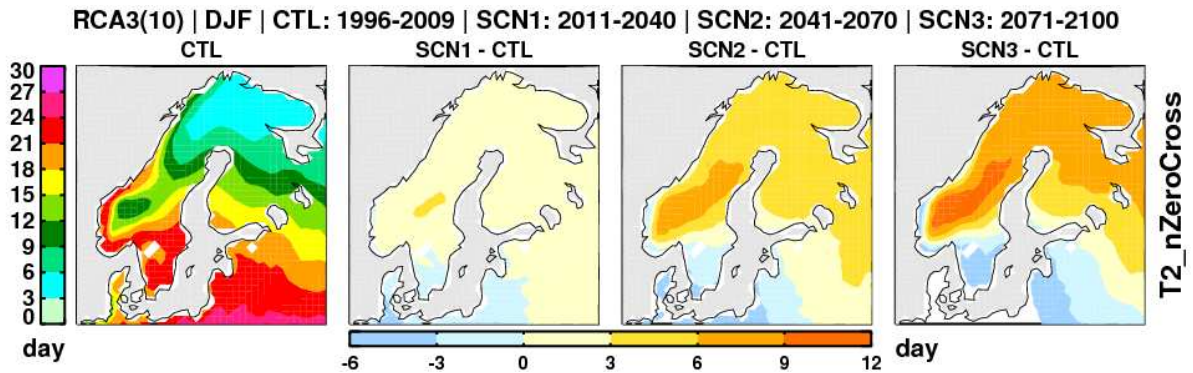 RCA3(10) | DJF | CTL: 1996-2009 | SCN1: 2011-2040 | SCN2: 2041-2070 | SCN3: 2071-2100
CTL
SCN1 - CTL
SCN2 - CTL
SCN3 - CTL
30
27
24
21
18
15
12
9
6
3
0
day
-6
-3
0
3
6
9
12
day
T2_nZeroCross